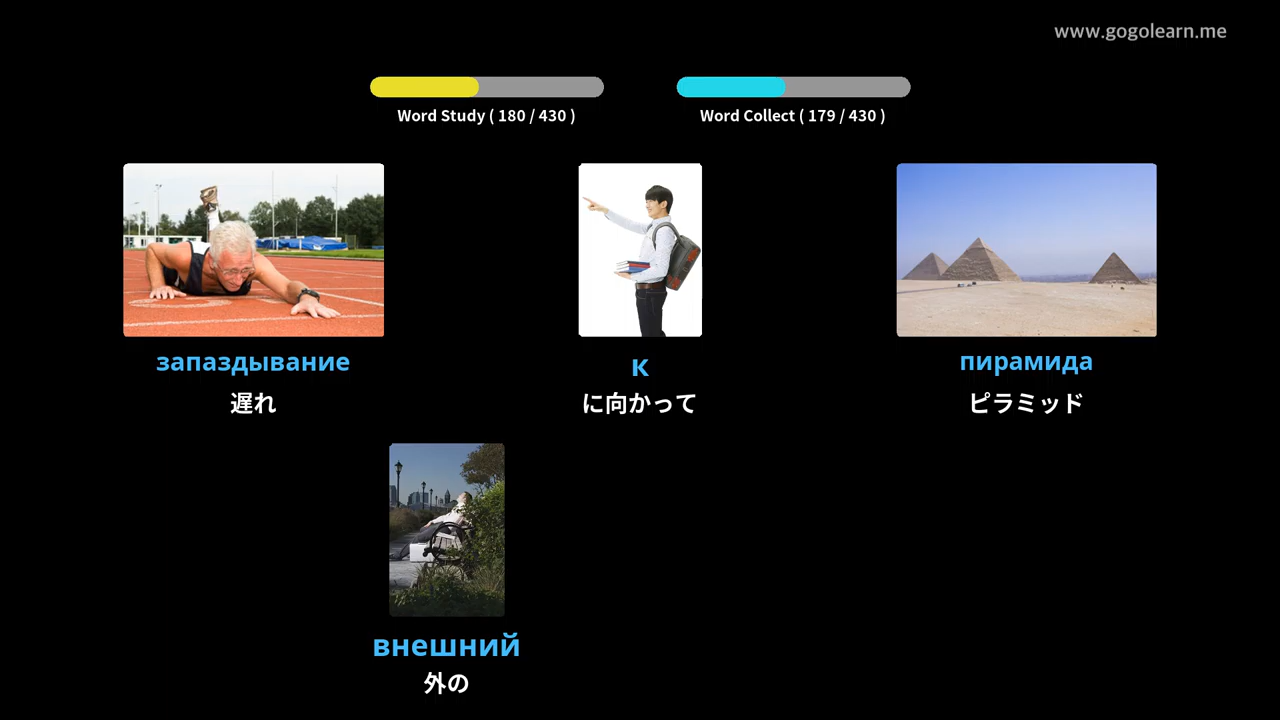 www.gogolearn.me
Word Study ( 180 / 430 )
Word Collect ( 179 / 430 )
запаздывание
遅れ
к
に向かって
пирамида
ピラミッド
внешний
外の